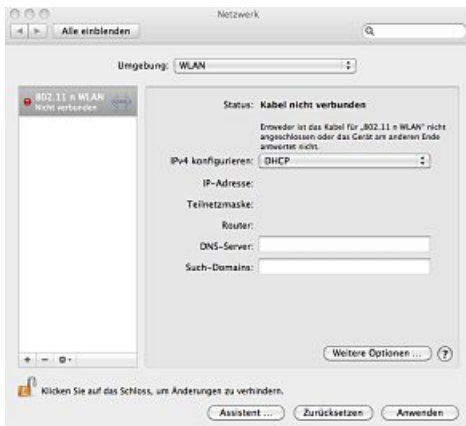 Netzwerk
Alle einblenden
Umgebung: WLAN
802.11 n WLAN
Nicht verbunden
Status: Kabel nicht verbunden
Entweder ist das Kabel für „802.11 n WLAN“ nicht
angeschlossen oder das Gerät am anderen Ende
antwortet nicht.
IPv4 konfigurieren: DHCP
IP-Adresse:
Teilnetzmaske:
Router:
DNS-Server:
Such-Domains:
Weitere Optionen ... ?
Klicken Sie auf das Schloss, um Änderungen zu verhindern.
Assistent ... Zurücksetzen Anwenden